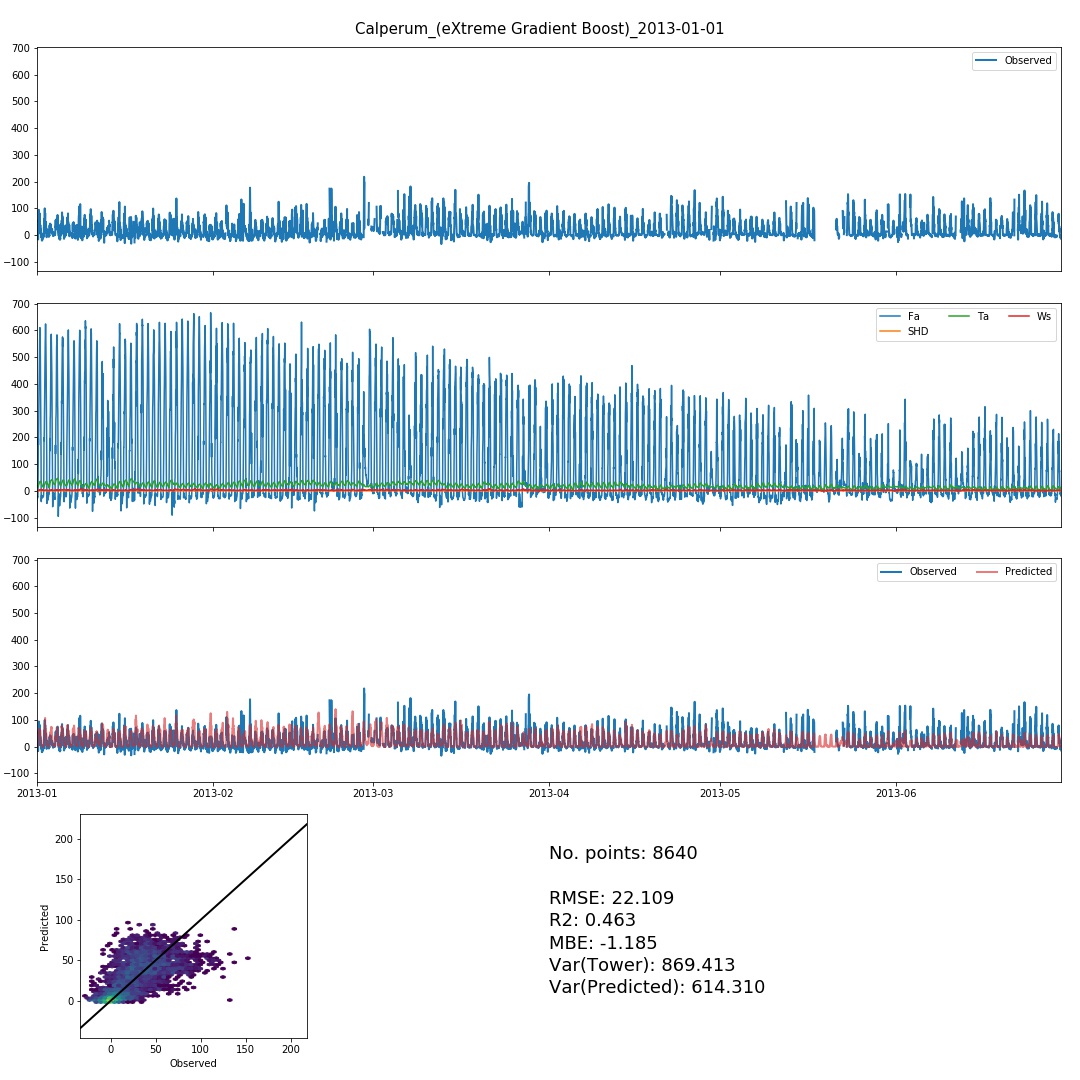 Calperum_(eXtreme Gradient Boost)_2013-01-01
700
600
500
400
300
200
100
0
−100
Observed
700
600
500
400
300
200
100
0
−100
Fa Ta Ws
SHD
700
600
500
400
300
200
100
0
−100
Observed Predicted
2013-01 2013-02 2013-03 2013-04 2013-05 2013-06
200
150
100
50
0
Predicted
0 50 100 150 200
Observed
No. points: 8640
RMSE: 22.109
R2: 0.463
MBE: -1.185
Var(Tower): 869.413
Var(Predicted): 614.310